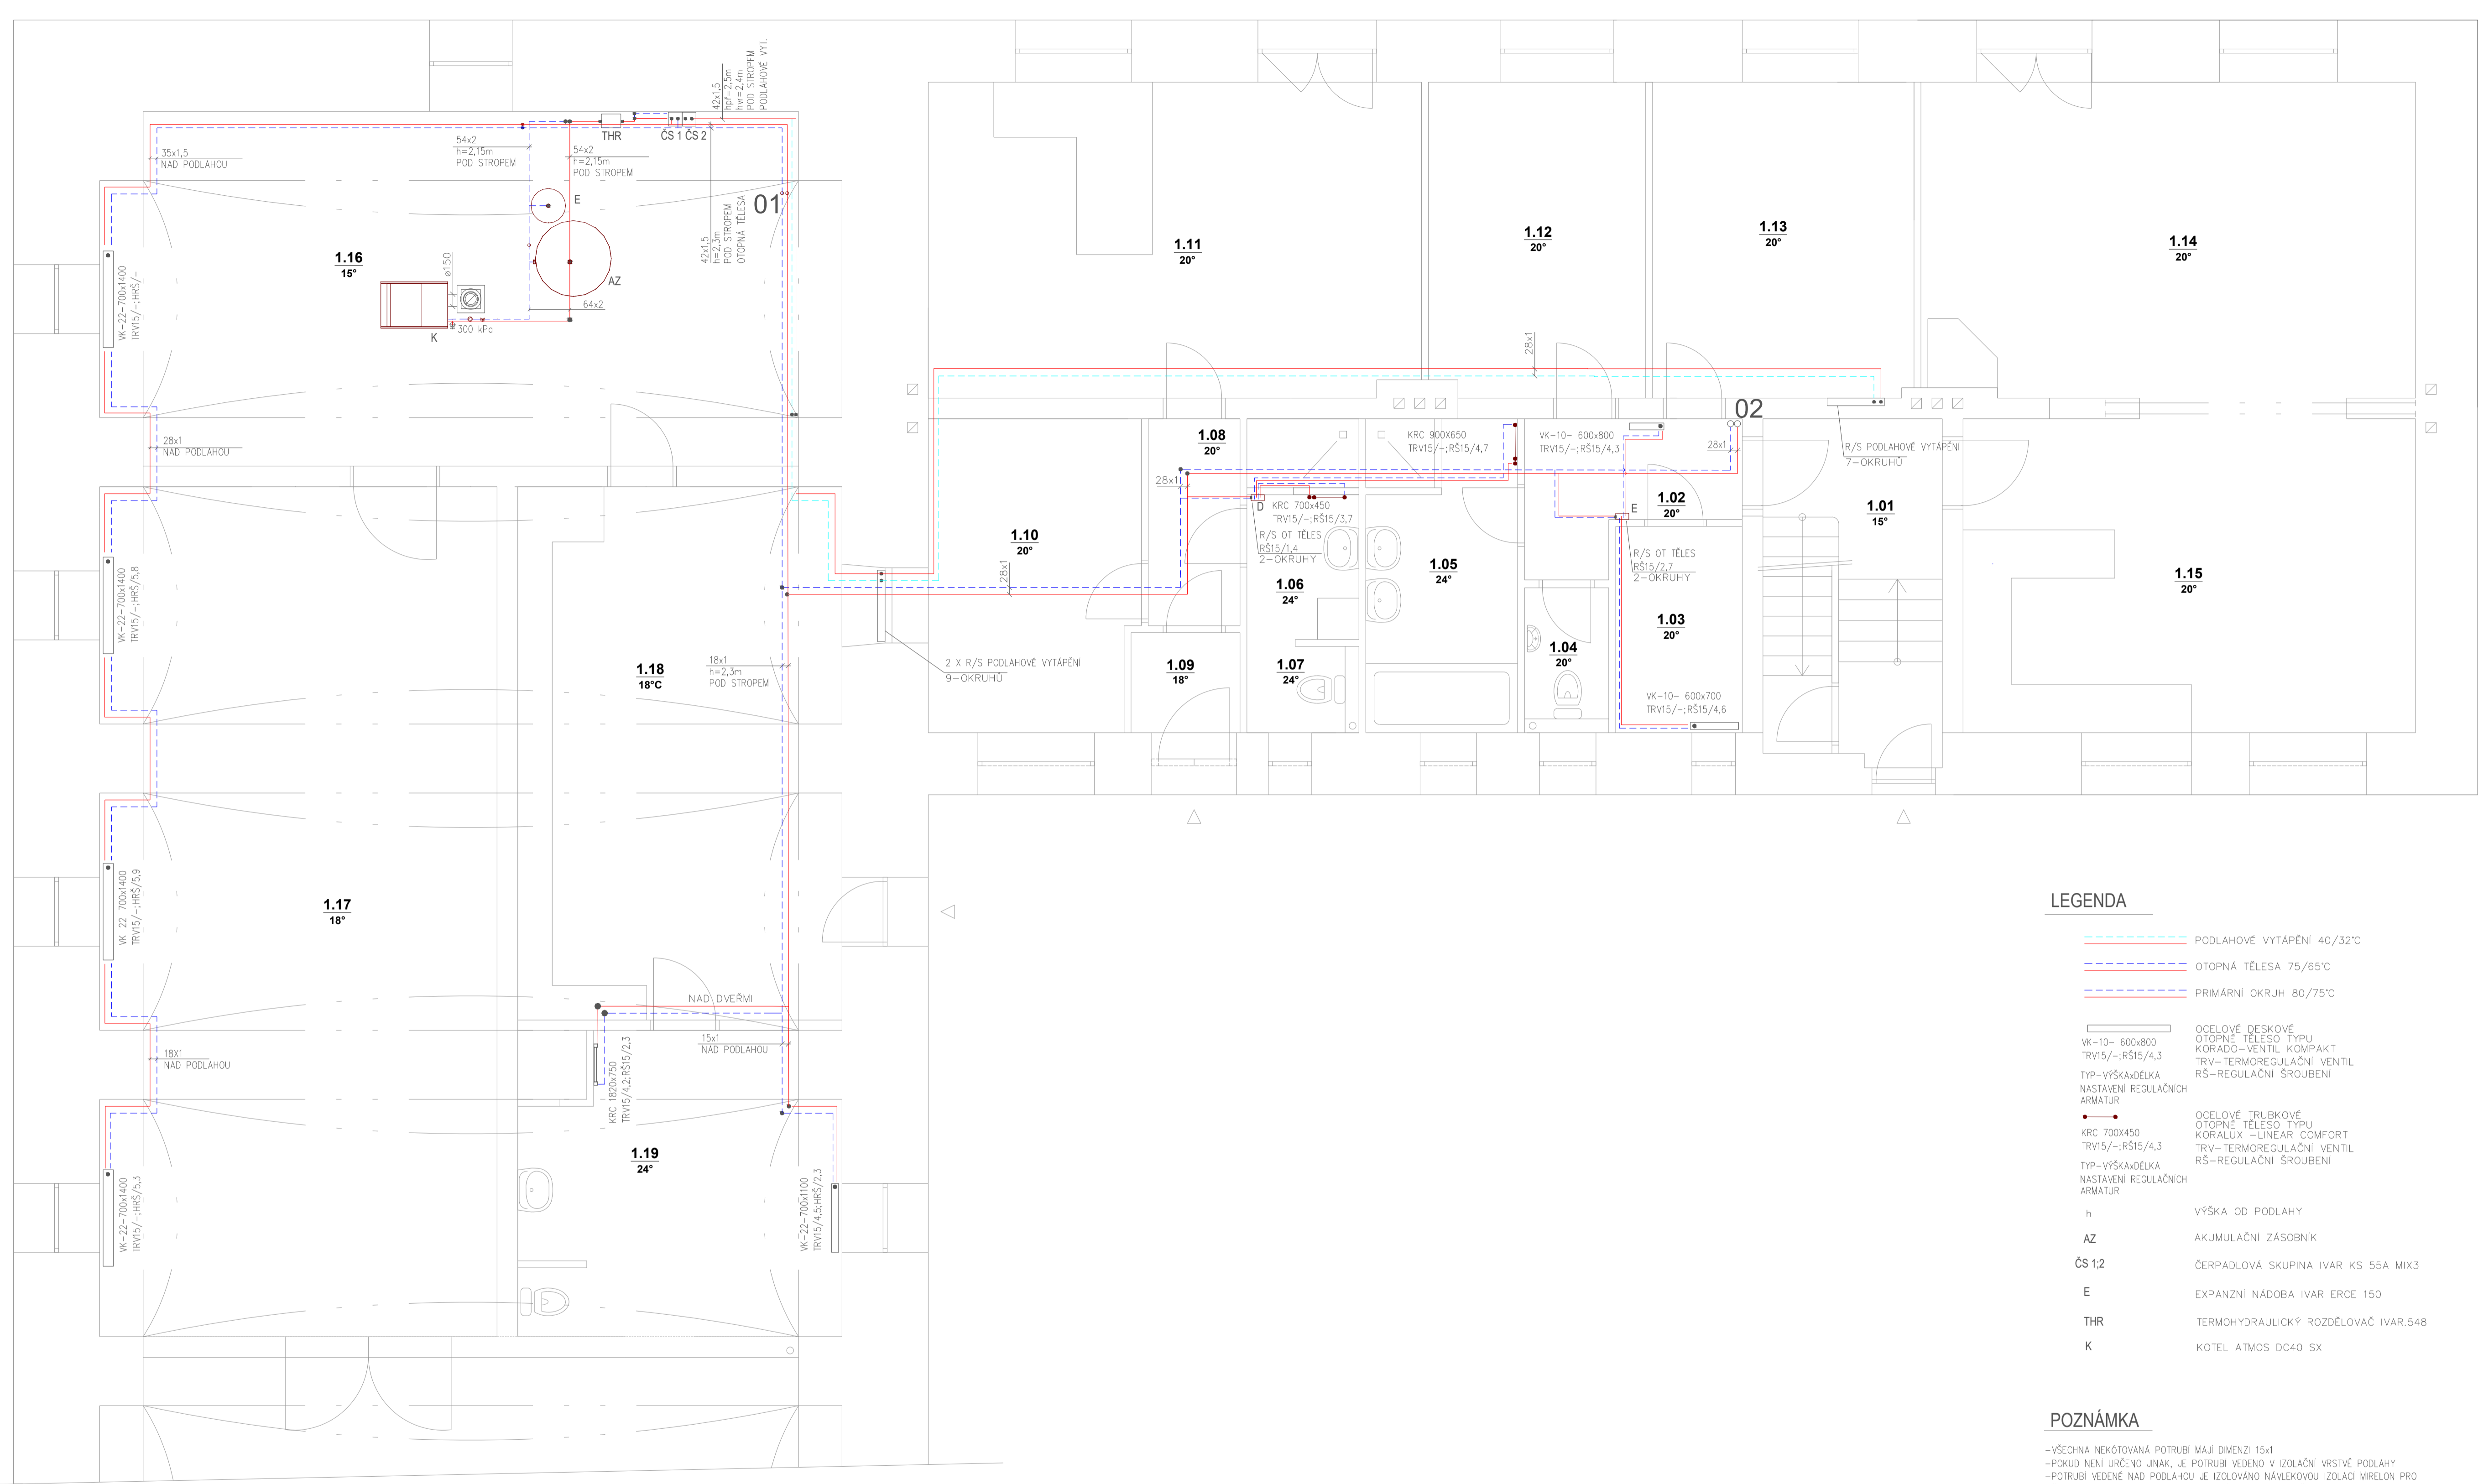 42x1,5
hpř=2,5m
hvr=2,4m
POD STROPEM
PODLAHOVÉ VYT.
THR
ČS 1 ČS 2
35x1,5
NAD PODLAHOU
54x2
h=2,15m
POD STROPEM
54x2
h=2,15m
POD STROPEM
E
01
42x1,5
h=2,3m
POD STROPEM
OTOPNÁ TĚLESA
VK-22-700x1400
TRV15/-;HRŠ/-
1.16
15°
ø150
AZ
64x2
300 kPa
K
1.11
20°
1.12
20°
1.13
20°
1.14
20°
28x1
28x1
NAD PODLAHOU
02
1.08
20°
KRC 900X650
TRV15/-;RŠ15/4,7
VK-10- 600x800
TRV15/-;RŠ15/4,3
28x1
R/S PODLAHOVÉ VYTÁPĚNÍ
7-OKRUHŮ
28x1
D
KRC 700x450
TRV15/-;RŠ15/3,7
E
1.02
20°
1.01
15°
R/S OT TĚLES
RŠ15/1,4
2-OKRUHY
R/S OT TĚLES
RŠ15/2,7
2-OKRUHY
1.10
20°
28x1
1.06
24°
1.05
24°
1.15
20°
VK-22-700x1400
TRV15/-;HRŠ/5,8
1.18
18°C
18x1
h=2,3m
POD STROPEM
2 X R/S PODLAHOVÉ VYTÁPĚNÍ
9-OKRUHŮ
1.09
18°
1.07
24°
1.04
20°
1.03
20°
VK-10- 600x700
TRV15/-;RŠ15/4,6
VK-22-700x1400
TRV15/-;HRŠ/5,9
1.17
18°
NAD DVEŘMI
18X1
NAD PODLAHOU
15x1
NAD PODLAHOU
KRC 1820x750
TRV15/4,2;RŠ15/2,3
VK-22-700x1400
TRV15/-;HRŠ/5,3
1.19
24°
VK-22-700x1100
TRV15/4,5;HRŠ/2,3
LEGENDA
PODLAHOVÉ VYTÁPĚNÍ 40/32°C
OTOPNÁ TĚLESA 75/65°C
PRIMÁRNÍ OKRUH 80/75°C
VK-10- 600x800
TRV15/-;RŠ15/4,3
TYP-VÝŠKAxDÉLKA
NASTAVENÍ REGULAČNÍCH
ARMATUR
OCELOVÉ DESKOVÉ
OTOPNÉ TĚLESO TYPU
KORADO-VENTIL KOMPAKT
TRV-TERMOREGULAČNÍ VENTIL
RŠ-REGULAČNÍ ŠROUBENÍ
KRC 700X450
TRV15/-;RŠ15/4,3
TYP-VÝŠKAxDÉLKA
NASTAVENÍ REGULAČNÍCH
ARMATUR
OCELOVÉ TRUBKOVÉ
OTOPNÉ TĚLESO TYPU
KORALUX -LINEAR COMFORT
TRV-TERMOREGULAČNÍ VENTIL
RŠ-REGULAČNÍ ŠROUBENÍ
h VÝŠKA OD PODLAHY
AZ AKUMULAČNÍ ZÁSOBNÍK
ČS 1;2 ČERPADLOVÁ SKUPINA IVAR KS 55A MIX3
E EXPANZNÍ NÁDOBA IVAR ERCE 150
THR TERMOHYDRAULICKÝ ROZDĚLOVAČ IVAR.548
K KOTEL ATMOS DC40 SX
POZNÁMKA
-VŠECHNA NEKÓTOVANÁ POTRUBÍ MAJÍ DIMENZI 15x1
-POKUD NENÍ URČENO JINAK, JE POTRUBÍ VEDENO V IZOLAČNÍ VRSTVĚ PODLAHY
-POTRUBÍ VEDENÉ NAD PODLAHOU JE IZOLOVÁNO NÁVLEKOVOU IZOLACÍ MIRELON PRO